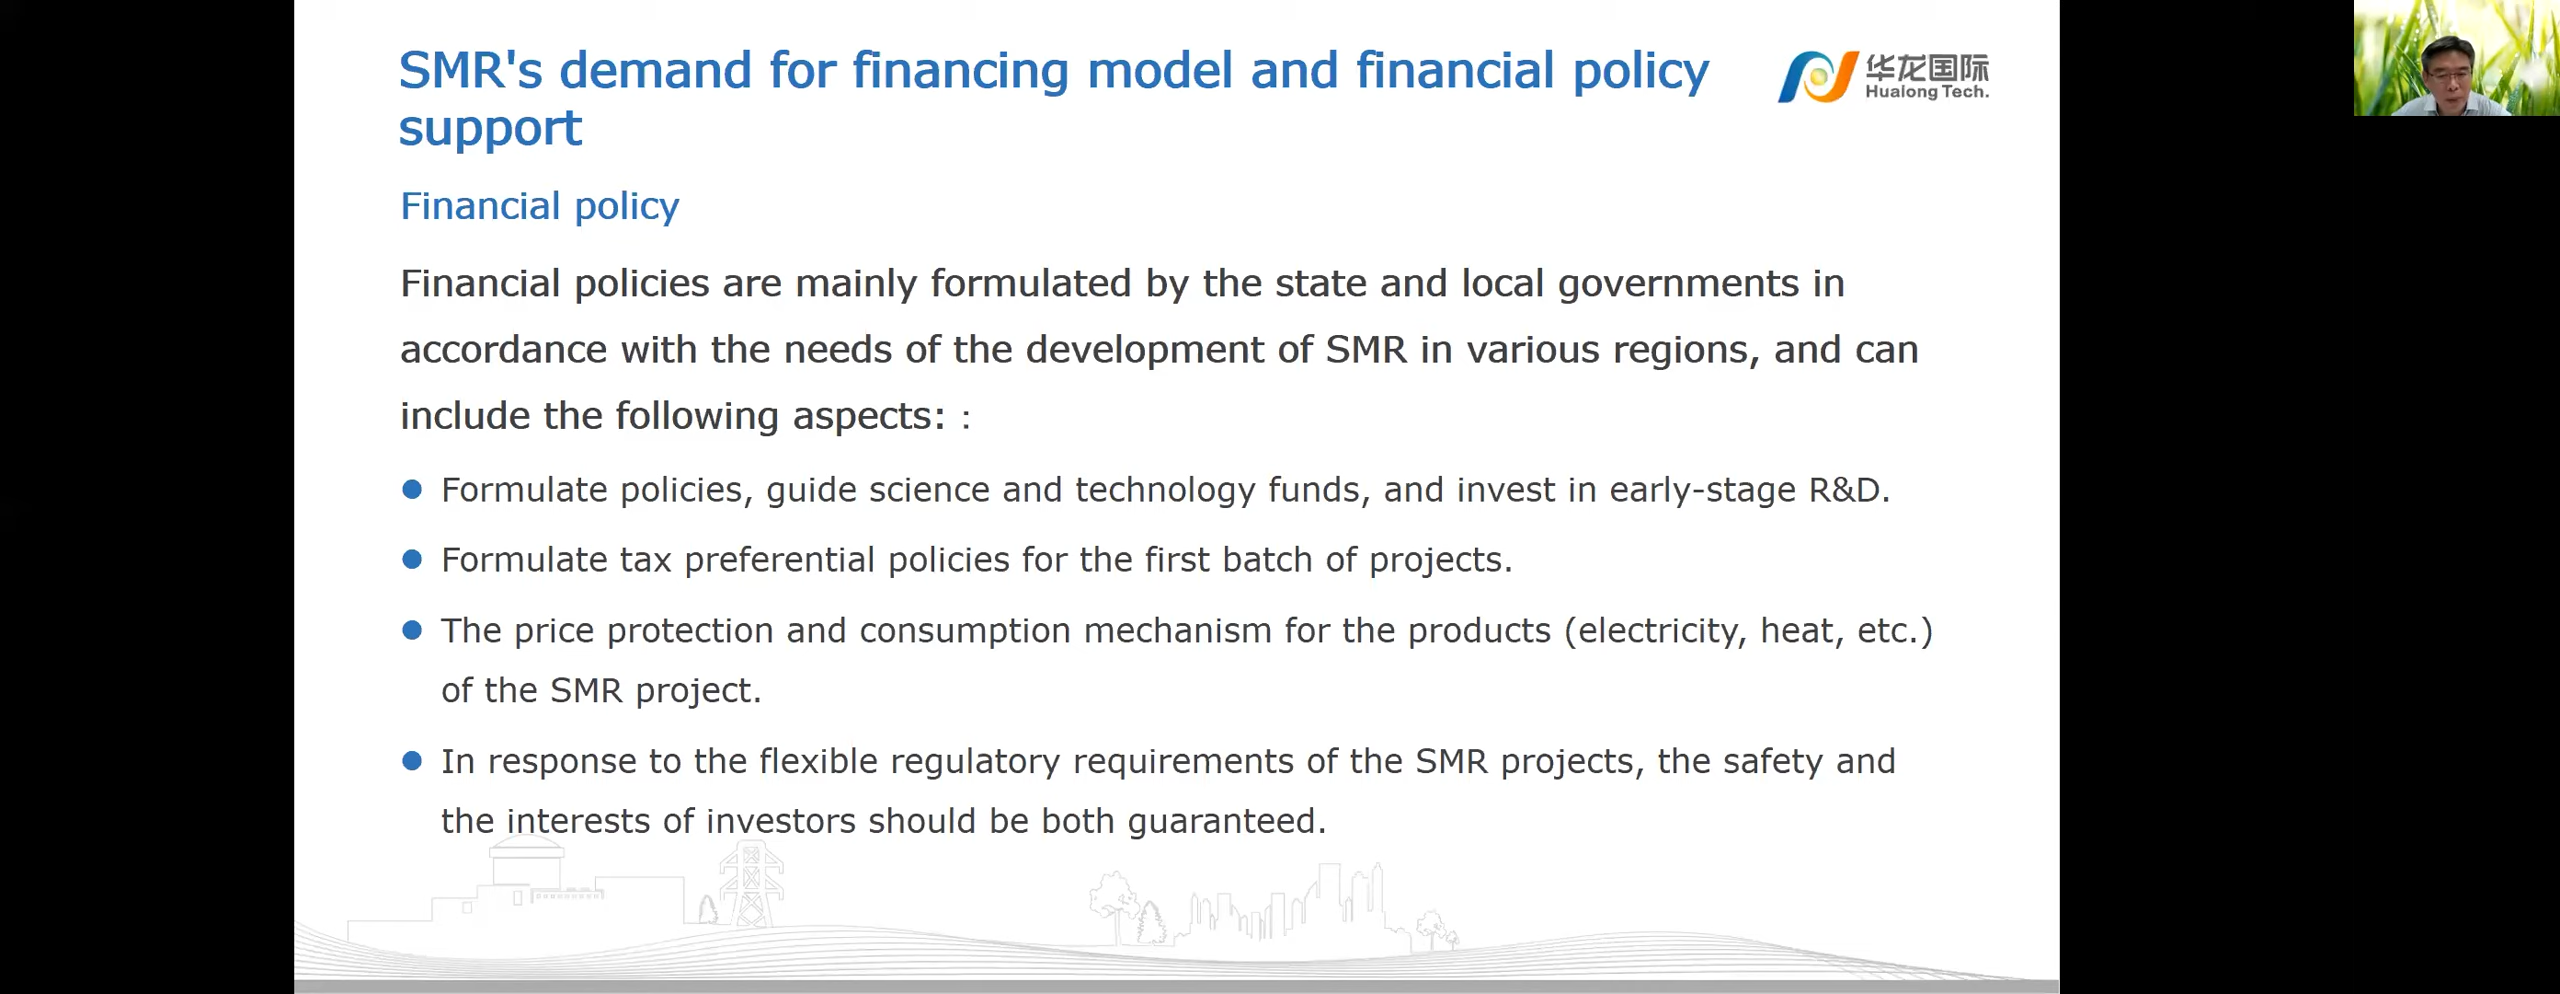 SMR's demand for financing model and financial policy
support
华龙国际
Hualong Tech.
Financial policy
Financial policies are mainly formulated by the state and local governments in
accordance with the needs of the development of SMR in various regions, and can
include the following aspects: :
Formulate policies, guide science and technology funds, and invest in early-stage R&D.
Formulate tax preferential policies for the first batch of projects.
The price protection and consumption mechanism for the products (electricity, heat, etc.)
of the SMR project.
In response to the flexible regulatory requirements of the SMR projects, the safety and
the interests of investors should be both guaranteed.